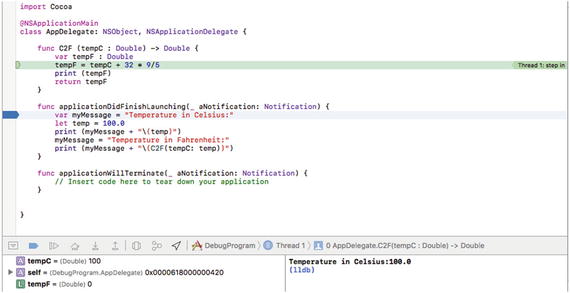 import Cocoa
@NSApplicationMain
class AppDelegate: NSObject, NSApplicationDelegate {
func C2F (tempC : Double) -> Double {
var tempF : Double
tempF = tempC + 32 * 9/5
Thread 1: step in
print (tempF)
return tempF
}
func applicationDidFinishLaunching(_ aNotification: Notification) {
var myMessage = "Temperature in Celsius:"
let temp = 100.0
print (myMessage + "\(temp)")
myMessage = "Temperature in Fahrenheit:"
print (myMessage + "\(C2F(tempC: temp))")
}
func applicationWillTerminate(_ aNotification: Notification) {
// Insert code here to tear down your application
}
}
DebugProgram Thread 1 0 AppDelegate.C2F(tempC : Double) -> Double
A tempC = (Double) 100
A self = (DebugProgram.AppDelegate) 0x0000618000000420
L tempF = (Double) 0
Temperature in Celsius:100.0
(lldb)